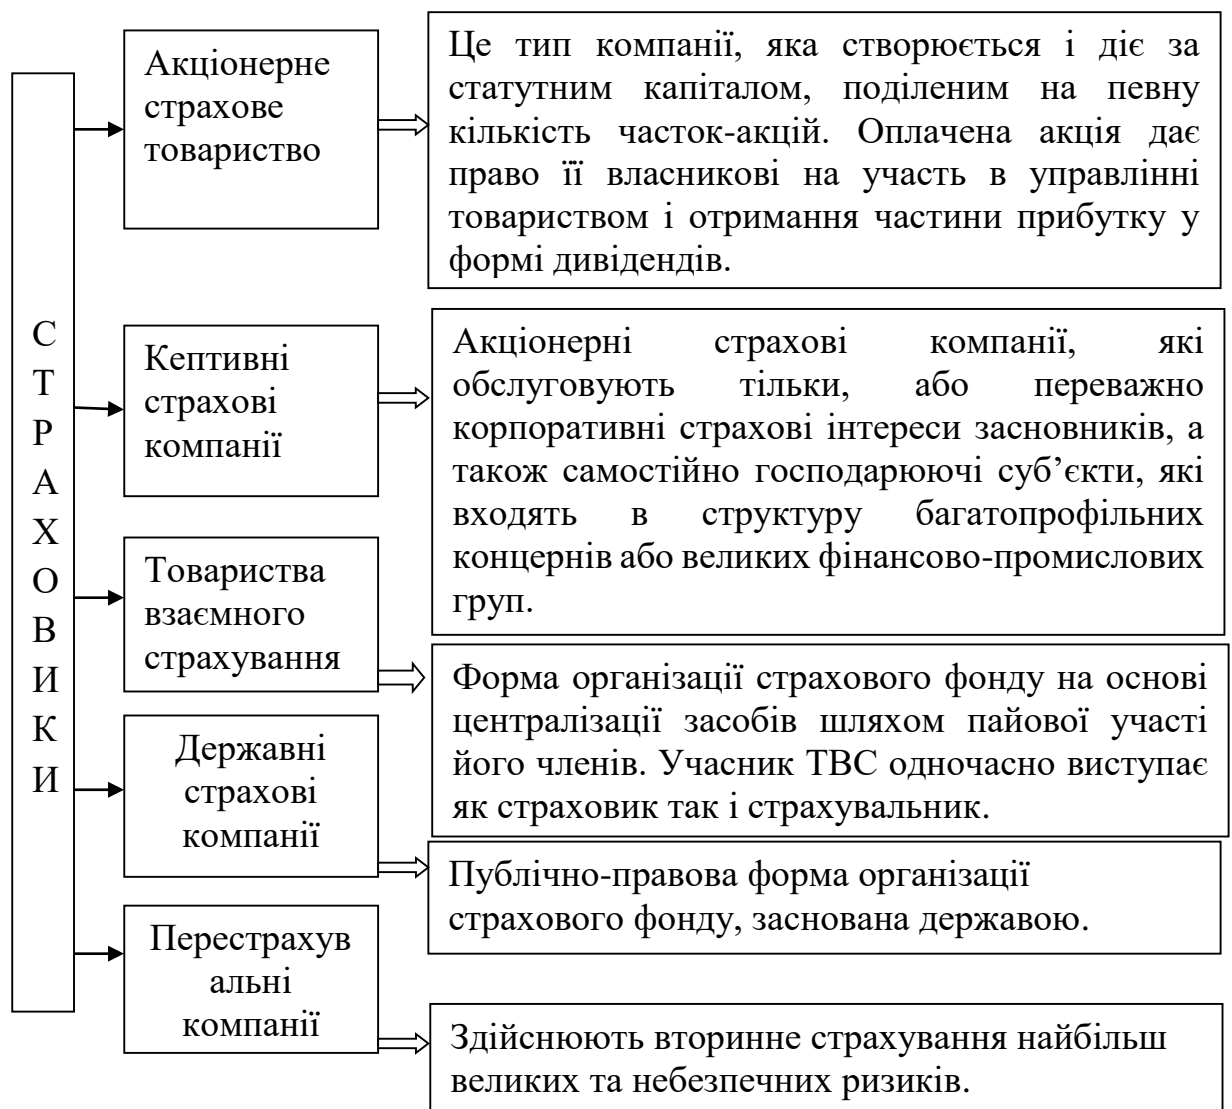 СТРАХОВИКИ
Акціонерне
страхове
товариство
Це тип компанії, яка створюється і діє за
статутним капіталом, поділеним на певну
кількість часток-акцій. Оплачена акція дає
право її власникові на участь в управлінні
товариством і отримання частини прибутку у
формі дивідендів.
Кептивні
страхові
компанії
Акціонерні страхові компанії, які
обслуговують тільки, або переважно
корпоративні страхові інтереси засновників, а
також самостійно господарюючі суб’єкти, які
входять в структуру багатопрофільних
концернів або великих фінансово-промислових
груп.
Товариства
взаємного
страхування
Форма організації страхового фонду на основі
централізації засобів шляхом пайової участі
його членів. Учасник ТВС одночасно виступає
як страховик так і страхувальник.
Державні
страхові
компанії
Публічно-правова форма організації
страхового фонду, заснована державою.
Перестрахув
альні
компанії
Здійснюють вторинне страхування найбільш
великих та небезпечних ризиків.